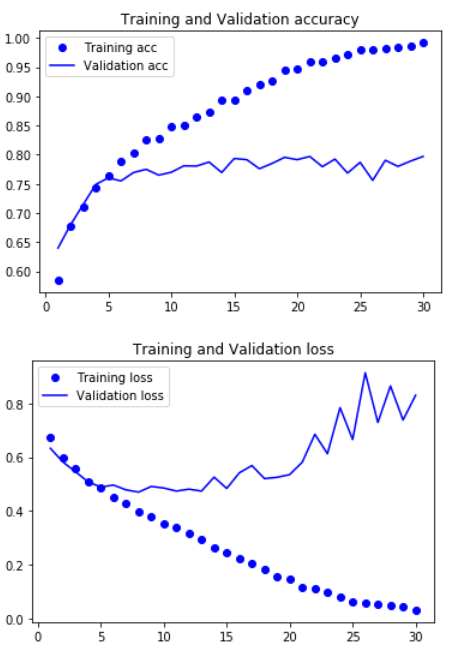 Training and Validation accuracy
1.00
0.95
0.90
0.85
0.80
0.75
0.70
0.65
0.60
Training acc
Validation acc
0 5 10 15 20 25 30
Training and Validation loss
0.8
0.6
0.4
0.2
0.0
Training loss
Validation loss
0 5 10 15 20 25 30